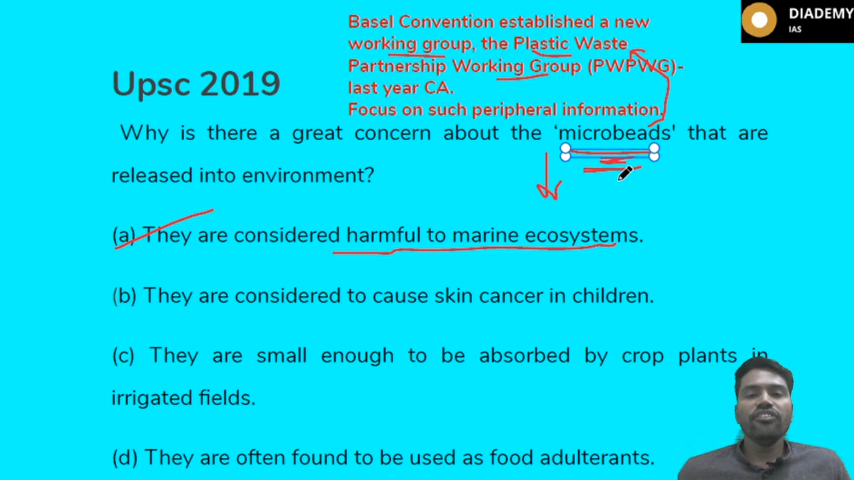 DIADEMY
IAS
Basel Convention established a new
working group, the Plastic Waste
Partnership Working Group (PWPWG)-
last year CA.
Focus on such peripheral information.
Upsc 2019
Why is there a great concern about the ‘microbeads' that are
released into environment?
(a) They are considered harmful to marine ecosystems.
(b) They are considered to cause skin cancer in children.
(c) They are small enough to be absorbed by crop plants in
irrigated fields.
(d) They are often found to be used as food adulterants.